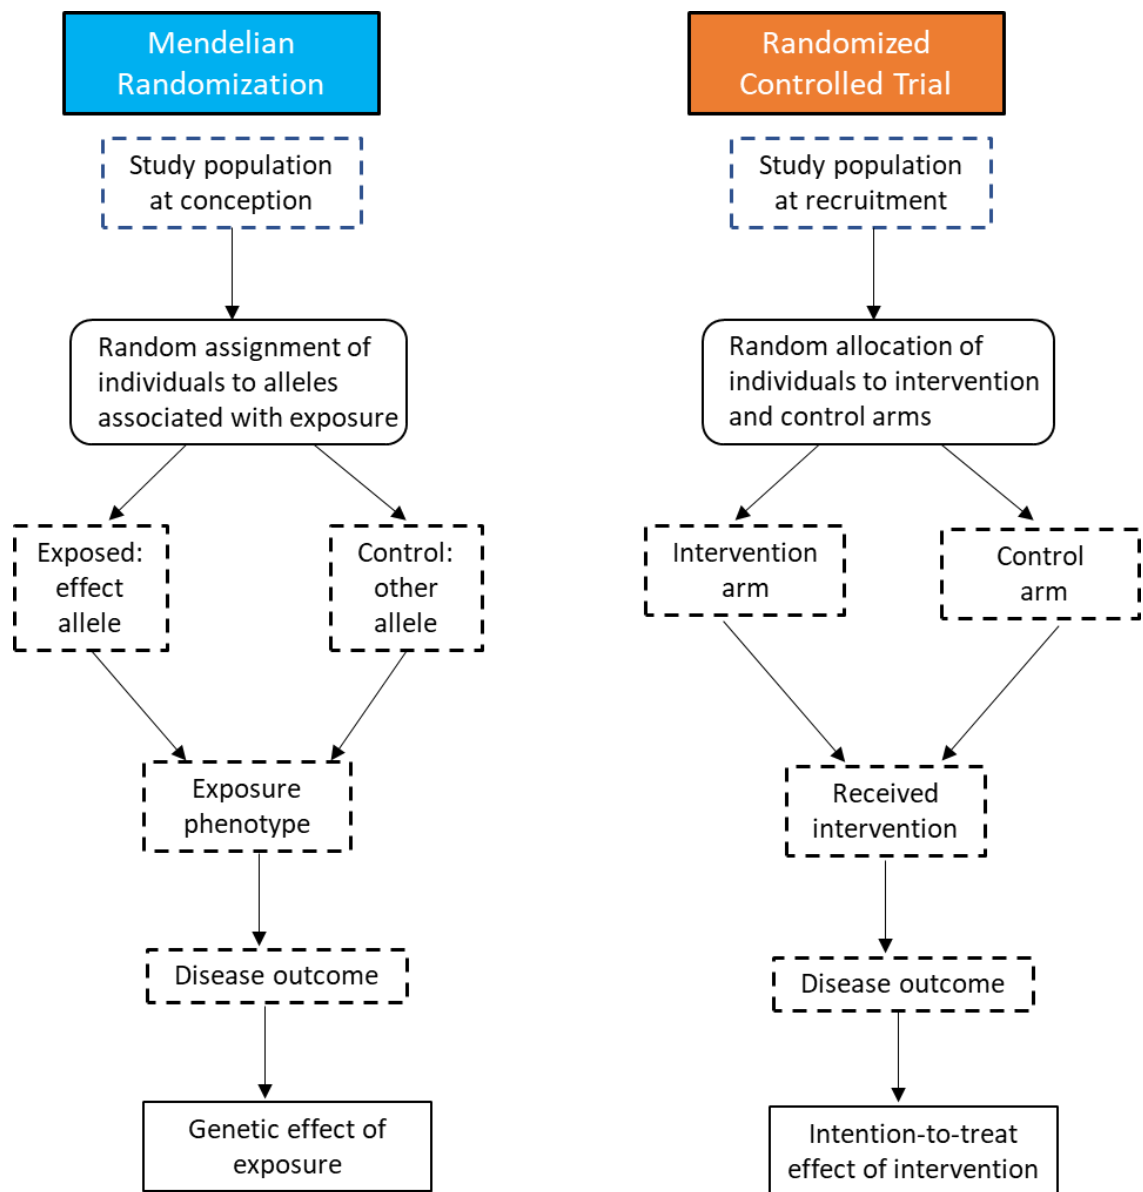 Mendelian
Randomization
Study population
at conception
Random assignment of
individuals to alleles
associated with exposure
Exposed:
effect
allele
Control:
other
allele
Exposure
phenotype
Disease outcome
Genetic effect of
exposure
Randomized
Controlled Trial
Study population
at recruitment
Random allocation of
individuals to intervention
and control arms
Intervention
arm
Control
arm
Received
intervention
Disease outcome
Intention-to-treat
effect of intervention